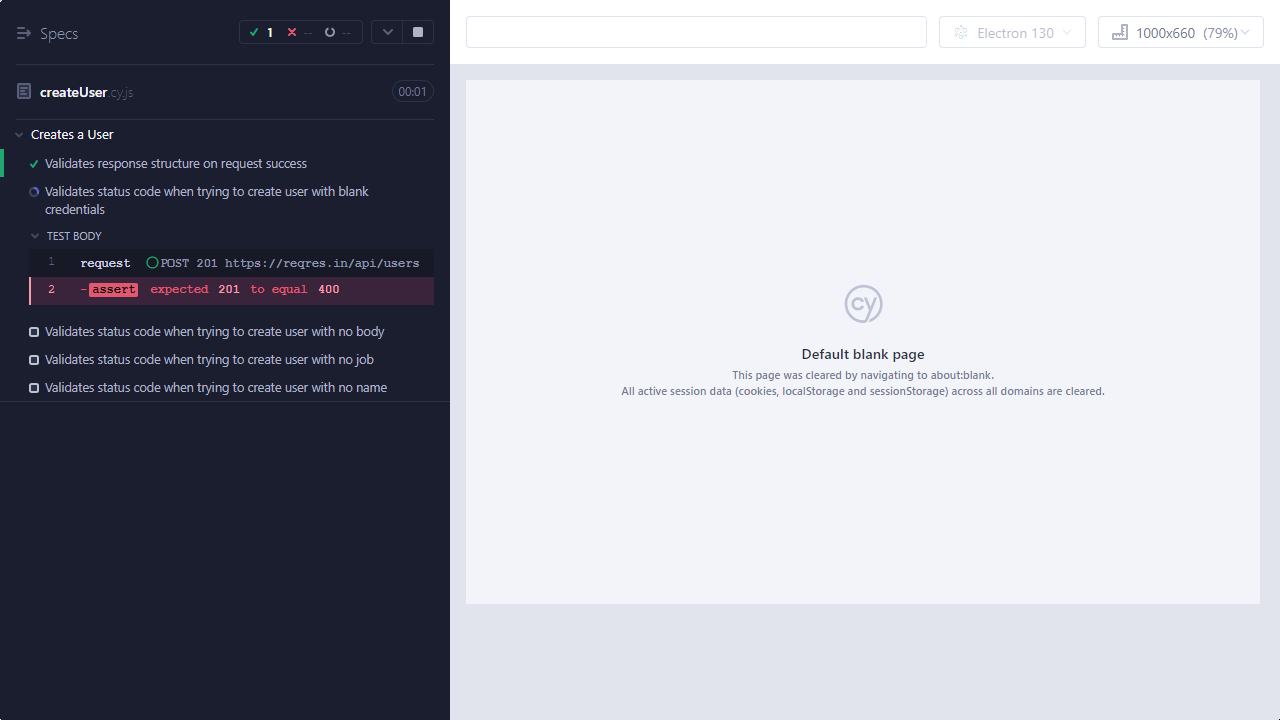 Specs
1 -- --
createUser.cy.js 00:01
Creates a User
Validates response structure on request success
Validates status code when trying to create user with blank
credentials
TEST BODY
1 request POST 201 https://reqres.in/api/users
2 -assert expected 201 to equal 400
Validates status code when trying to create user with no body
Validates status code when trying to create user with no job
Validates status code when trying to create user with no name
Electron 130
1000x660 (79%)
cy
Default blank page
This page was cleared by navigating to about:blank.
All active session data (cookies, localStorage and sessionStorage) across all domains are cleared.